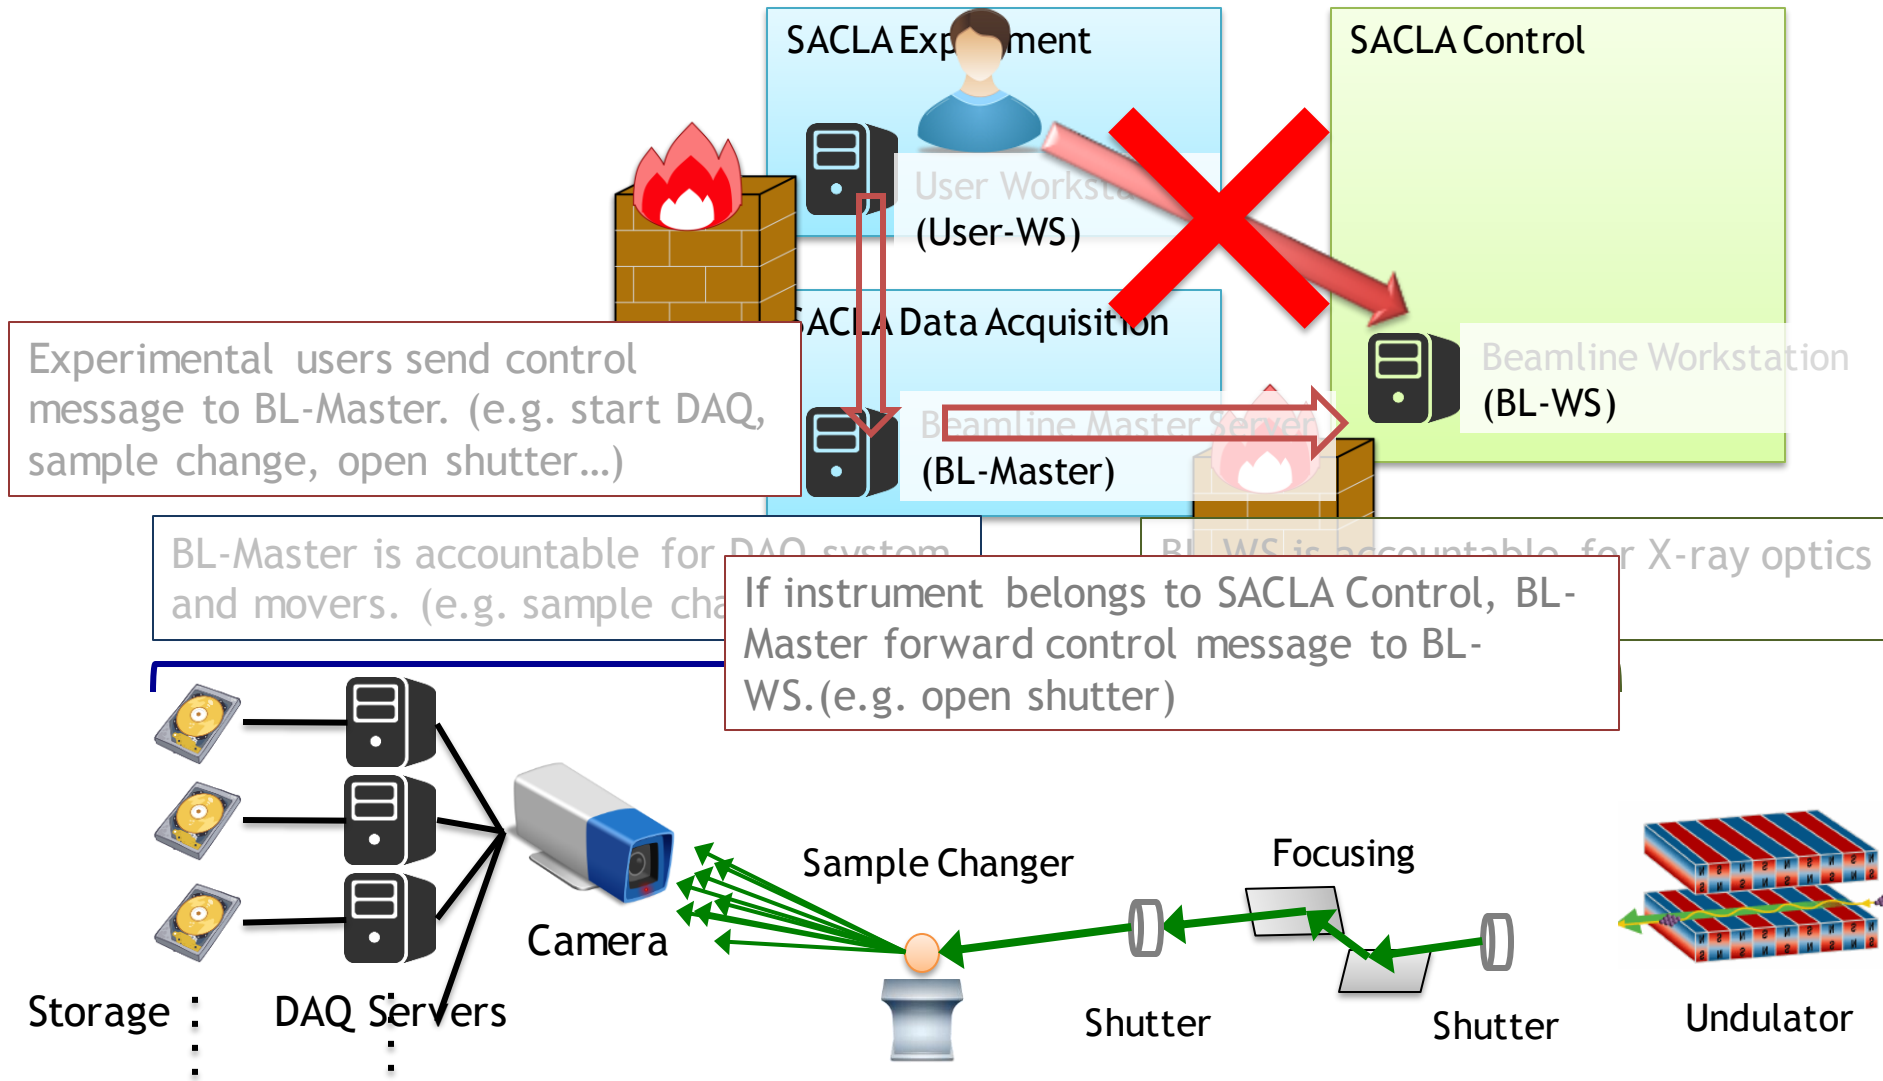 SACLA Experiment
SACLA Control
User Workstation
(User-WS)
SACLA Data Acquisition
Experimental users send control
message to BL-Master. (e.g. start DAQ,
sample change, open shutter…)
Beamline Workstation
(BL-WS)
Beamline Master Server
(BL-Master)
BL-Master is accountable for DAQ system
and movers. (e.g. sample cha
BL-WS is accountable for X-ray optics
If instrument belongs to SACLA Control, BL-
Master forward control message to BL-
WS.(e.g. open shutter)
Sample Changer
Focusing
Camera
Storage
DAQ Servers
Shutter
Shutter
Undulator